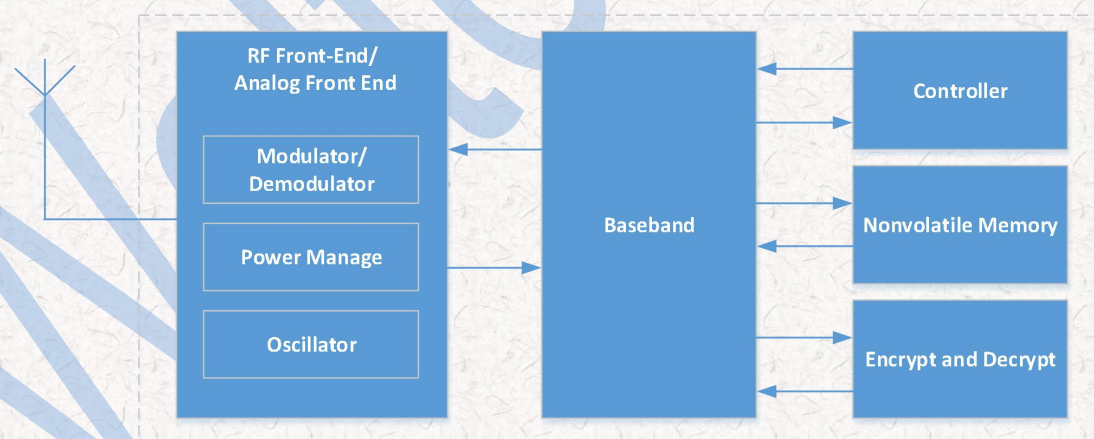 RF Front-End/
Analog Front End
Modulator/
Demodulator
Power Manage
Oscillator
Baseband
Controller
Nonvolatile Memory
Encrypt and Decrypt